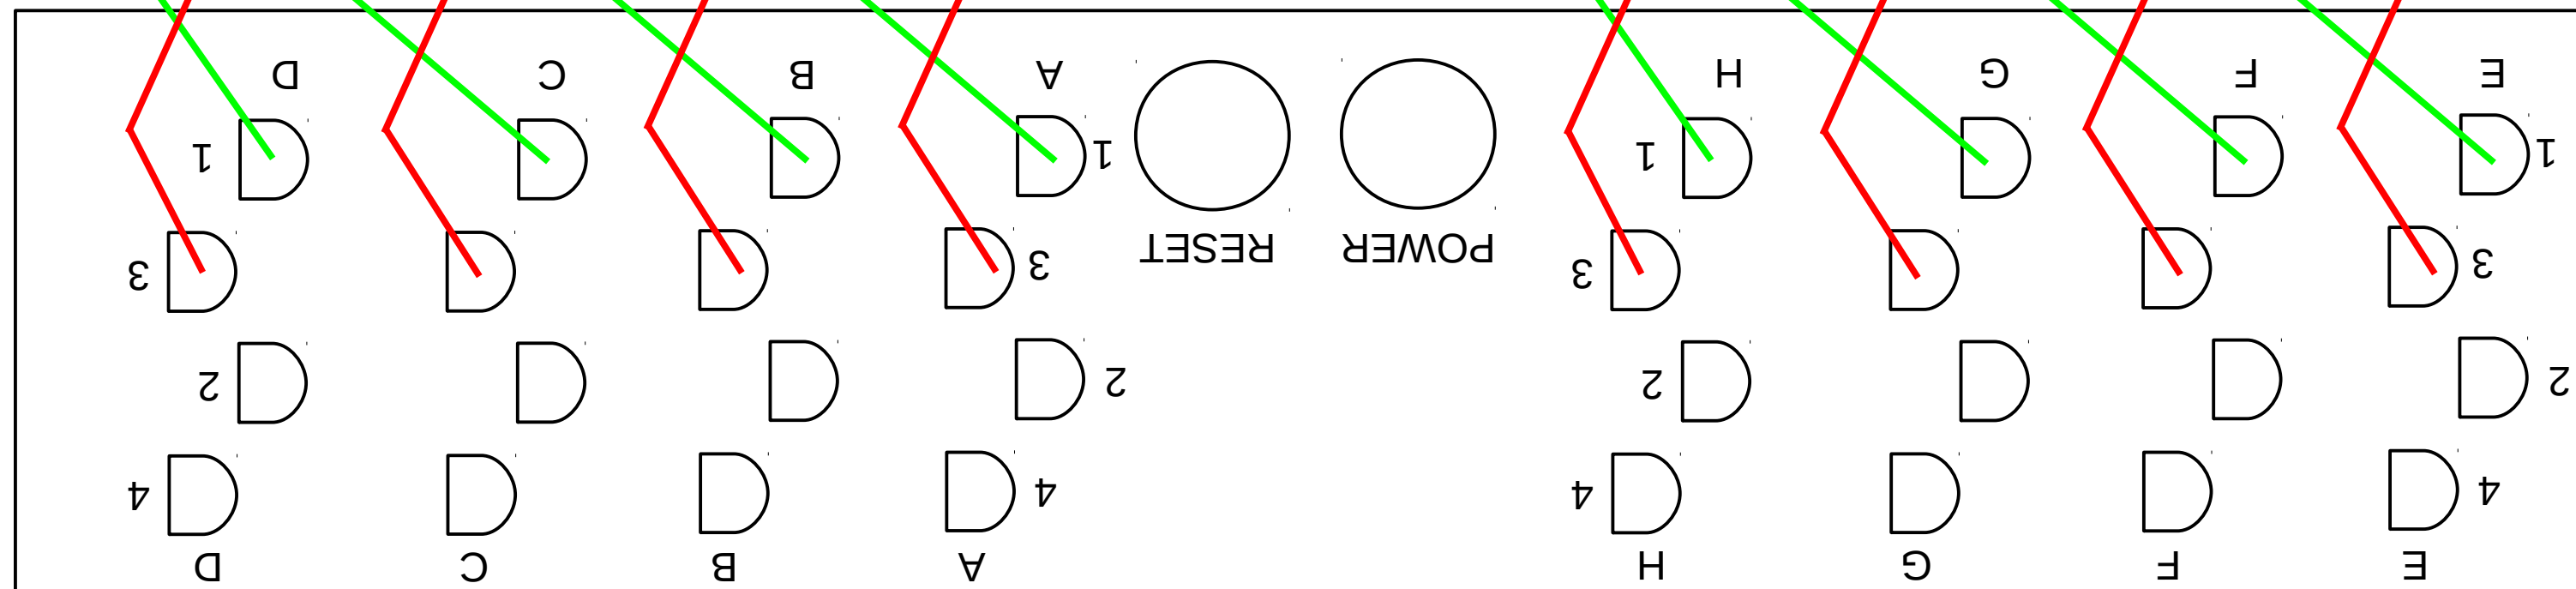 E F G H A B C D
4 4 4 4
2 2 2 2
3 3 POWER RESET 3 3
1 1 1 1
E F G H A B C D